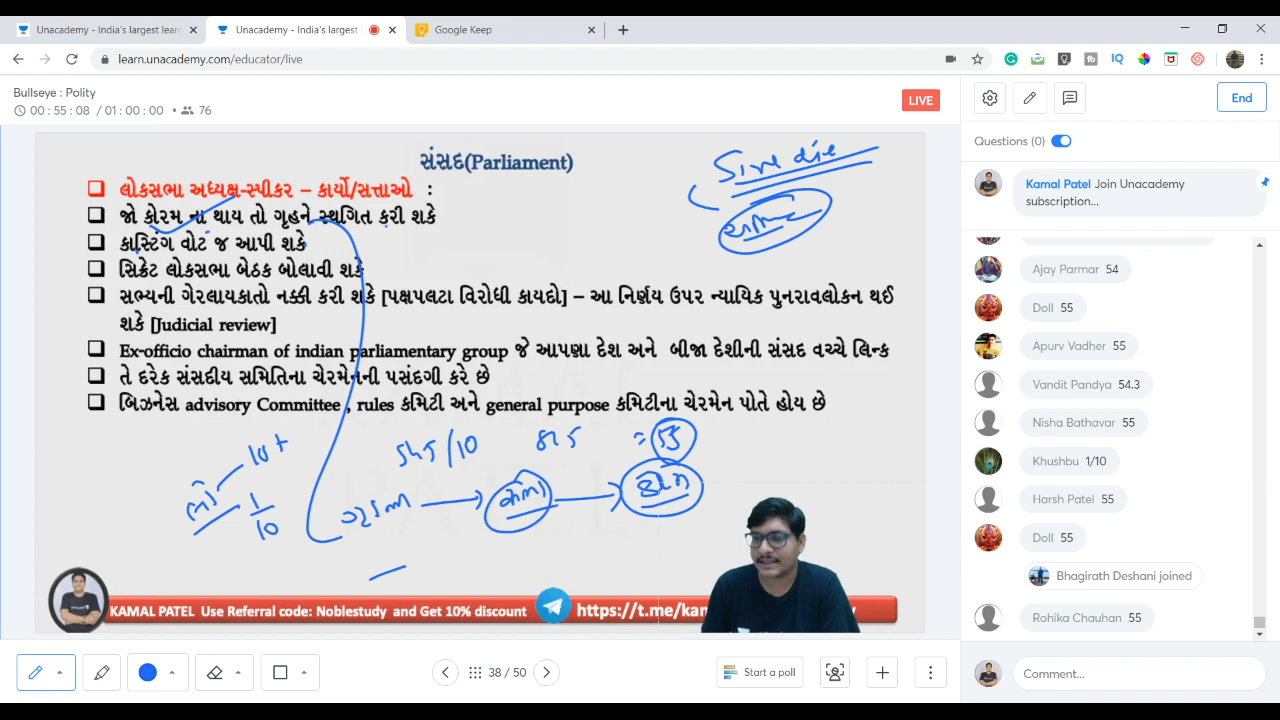 Unacademy - India's largest learn
Unacademy - India's largest l
Google Keep
learn.unacademy.com/educator/live
Bullseye : Polity
00 : 55 : 08 / 01 : 00 : 00 • 76
LIVE
End
Questions (0)
Kamal Patel Join Unacademy
subscription...
Ajay Parmar 54
Doll 55
Apurv Vadher 55
Vandit Pandya 54.3
Nisha Bathavar 55
Khushbu 1/10
Harsh Patel 55
Doll 55
Bhagirath Deshani joined
Rohika Chauhan 55
Comment...
સંસદ(Parliament)
Sine die
લોકસભા અધ્યક્ષ-સ્પીકર – કાર્યો/સત્તાઓ :
જો કોરમ ના થાય તો ગૃહને સ્થગિત કરી શકે
કાસ્ટિંગ વોટ જ આપી શકે
સિક્રેટ લોકસભા બેઠક બોલાવી શકે
સભ્યની ગેરલાયકાતો નક્કી કરી શકે [પક્ષપલટા વિરોધી કાયદો] – આ નિર્ણય ઉપર ન્યાયિક પુનરાવલોકન થઈ
શકે [Judicial review]
Ex-officio chairman of indian parliamentary group જે આપણા દેશ અને બીજા દેશીની સંસદ વચ્ચે લિન્ક
તે દરેક સંસદીય સમિતિના ચેરમેનની પસંદગી કરે છે
બિઝનેસ advisory Committee , rules કમિટી અને general purpose કમિટીના ચેરમેન પોતે હોય છે
10+
545/10
= 55
1/10
KAMAL PATEL Use Referral code: Noblestudy and Get 10% discount
https://t.me/kam
38 / 50
Start a poll